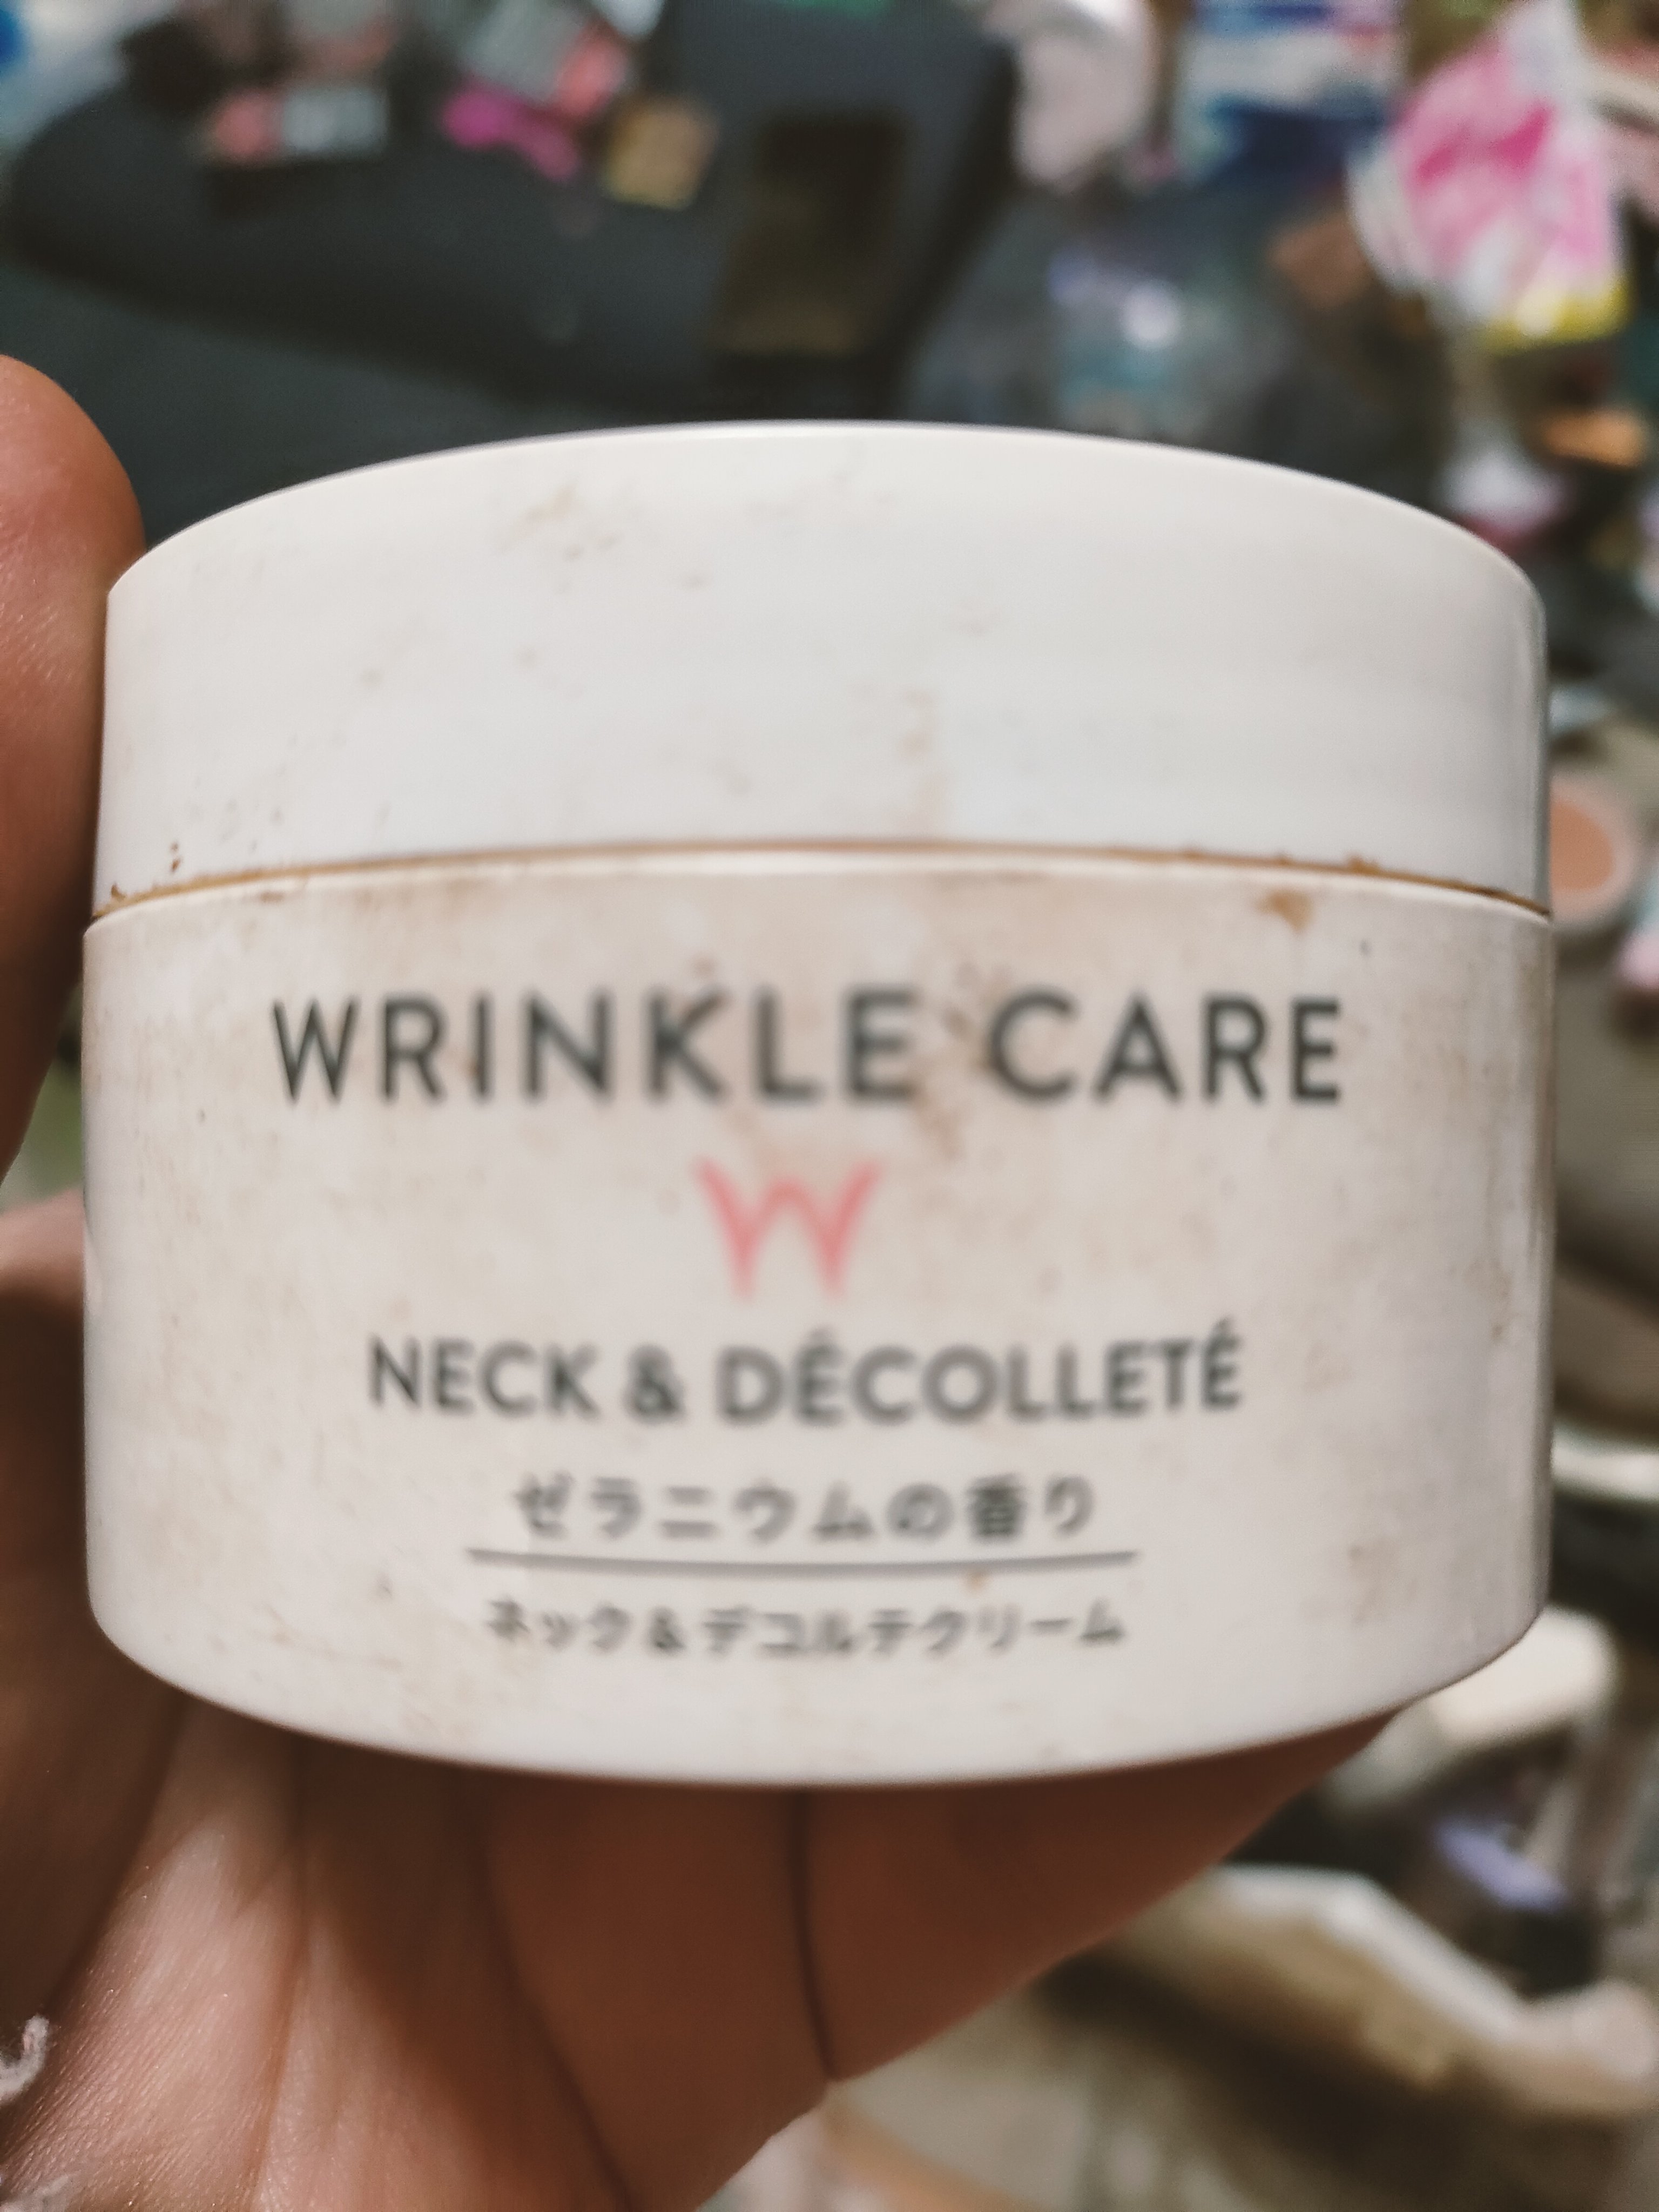 WRINKLE CARE
W
NECK & DÉCOLLETÉ
ゼラニウムの香り
ネック&デコルテクリーム